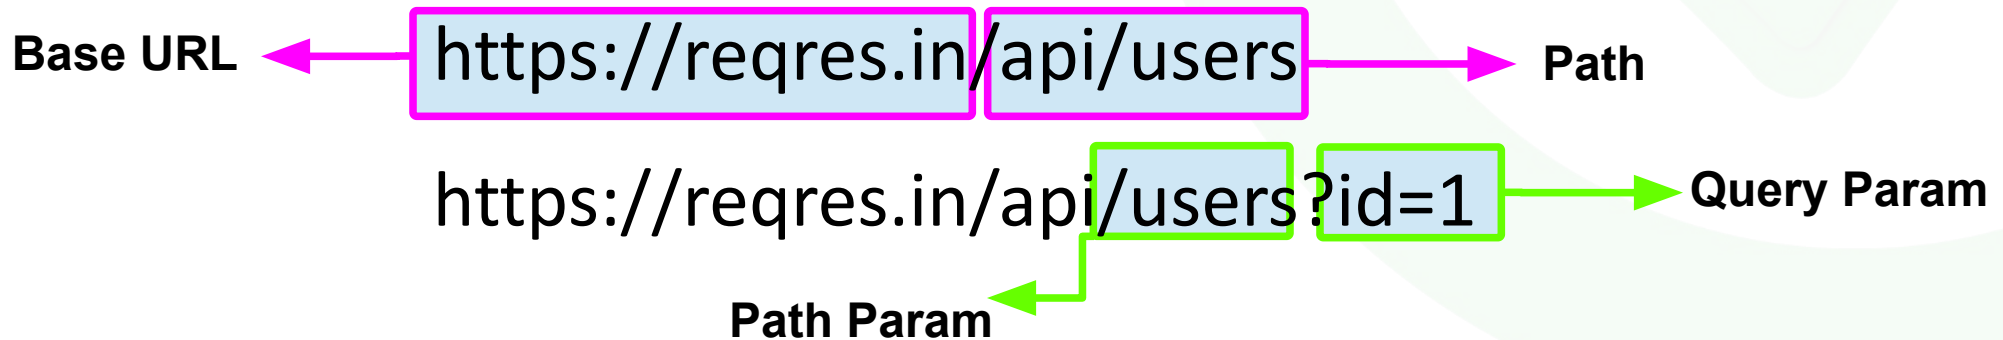 Base URL
https://reqres.in/api/users
Path
https://reqres.in/api/users?id=1
Query Param
Path Param